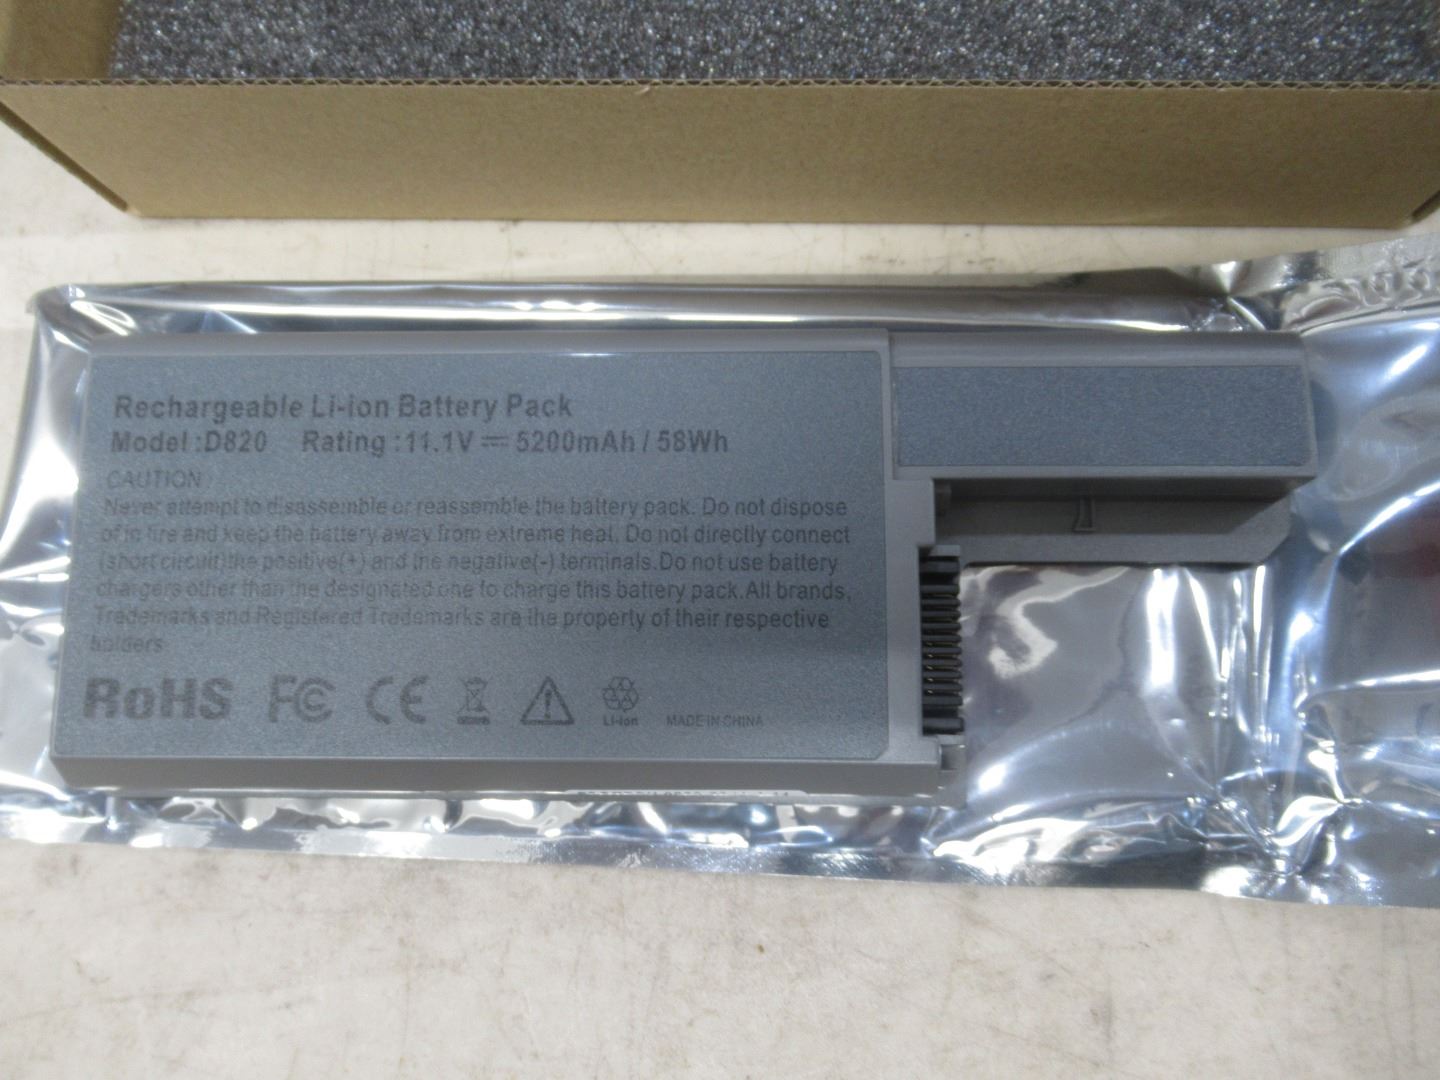 Rechargeable Li-ion Battery Pack
Model :D820 Rating :11.1V ⎓ 5200mAh / 58Wh
CAUTION
Never attempt to disassemble or reassemble the battery pack. Do not dispose
of in fire and keep the battery away from extreme heat. Do not directly connect
(short circuit)the positive(+) and the negative(-) terminals.Do not use battery
chargers other than the designated one to charge this battery pack.All brands,
Trademarks and Registered Trademarks are the property of their respective
holders
RoHS FC CE Li-ion MADE IN CHINA